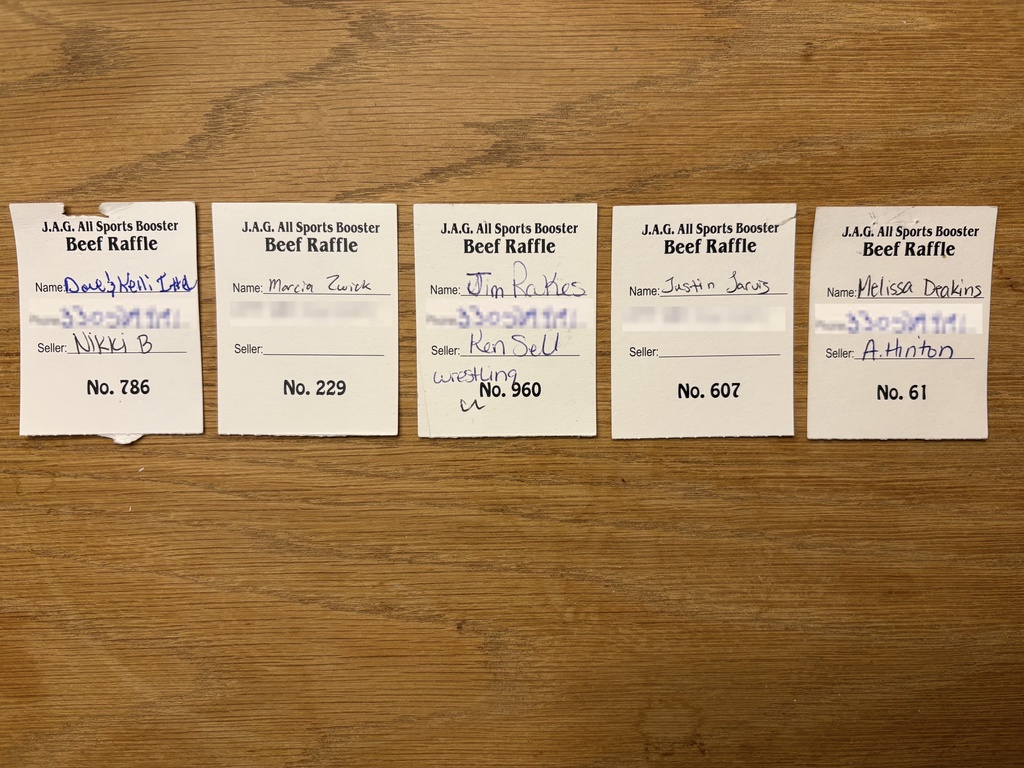 J.A.G. All Sports Booster
Beef Raffle
Name: Dave & Kelli
Seller: Nikki B
No. 786
J.A.G. All Sports Booster
Beef Raffle
Name: Marcia Zwick
Seller:
No. 229
J.A.G. All Sports Booster
Beef Raffle
Name: Jim Rakes
Seller: Ken Sell
wrestling
No. 960
J.A.G. All Sports Booster
Beef Raffle
Name: Justin Jarvis
Seller:
No. 607
J.A.G. All Sports Booster
Beef Raffle
Name: Melissa Deakins
Seller: A. Hinton
No. 61